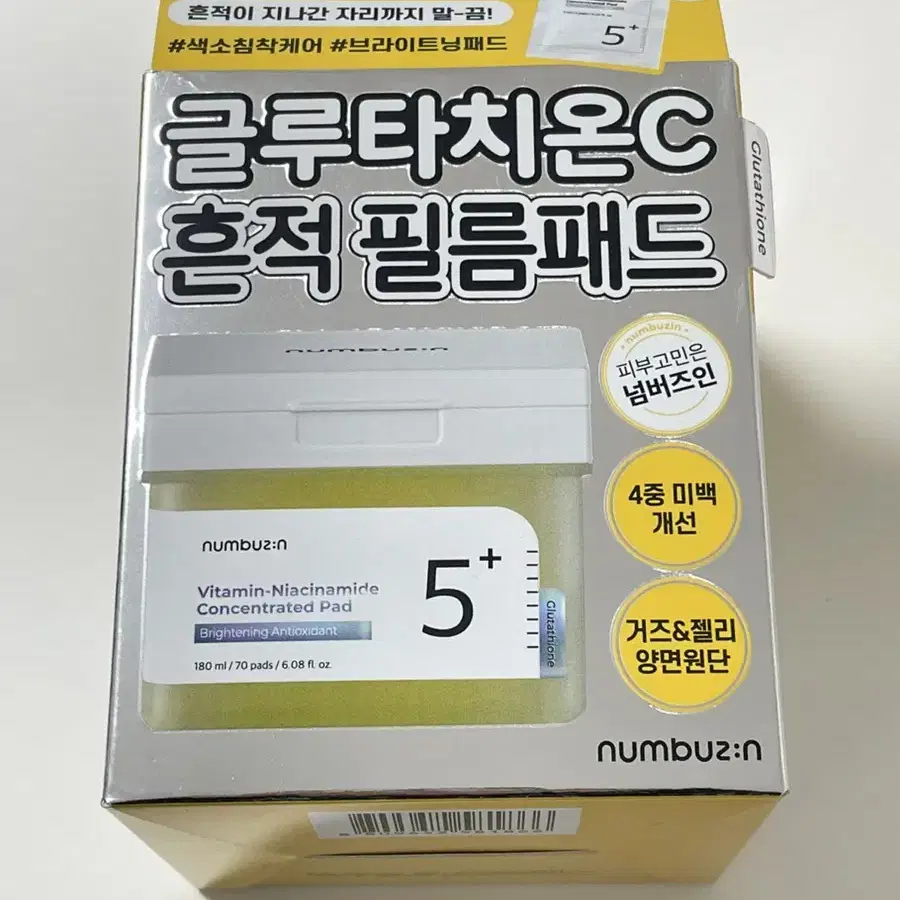 흔적이 지나간 자리까지 말-끔!
#색소침착케어 #브라이트닝패드
5+
글루타치온C
흔적 필름패드
Glutathione
numbuz:n
numbuzin
피부고민은
넘버즈인
4중 미백
개선
거즈&젤리
양면원단
numbuz:n
Vitamin-Niacinamide
Concentrated Pad
Brightening Antioxidant
180 ml / 70 pads / 6.08 fl. oz.
5+
Glutathione
numbuz:n